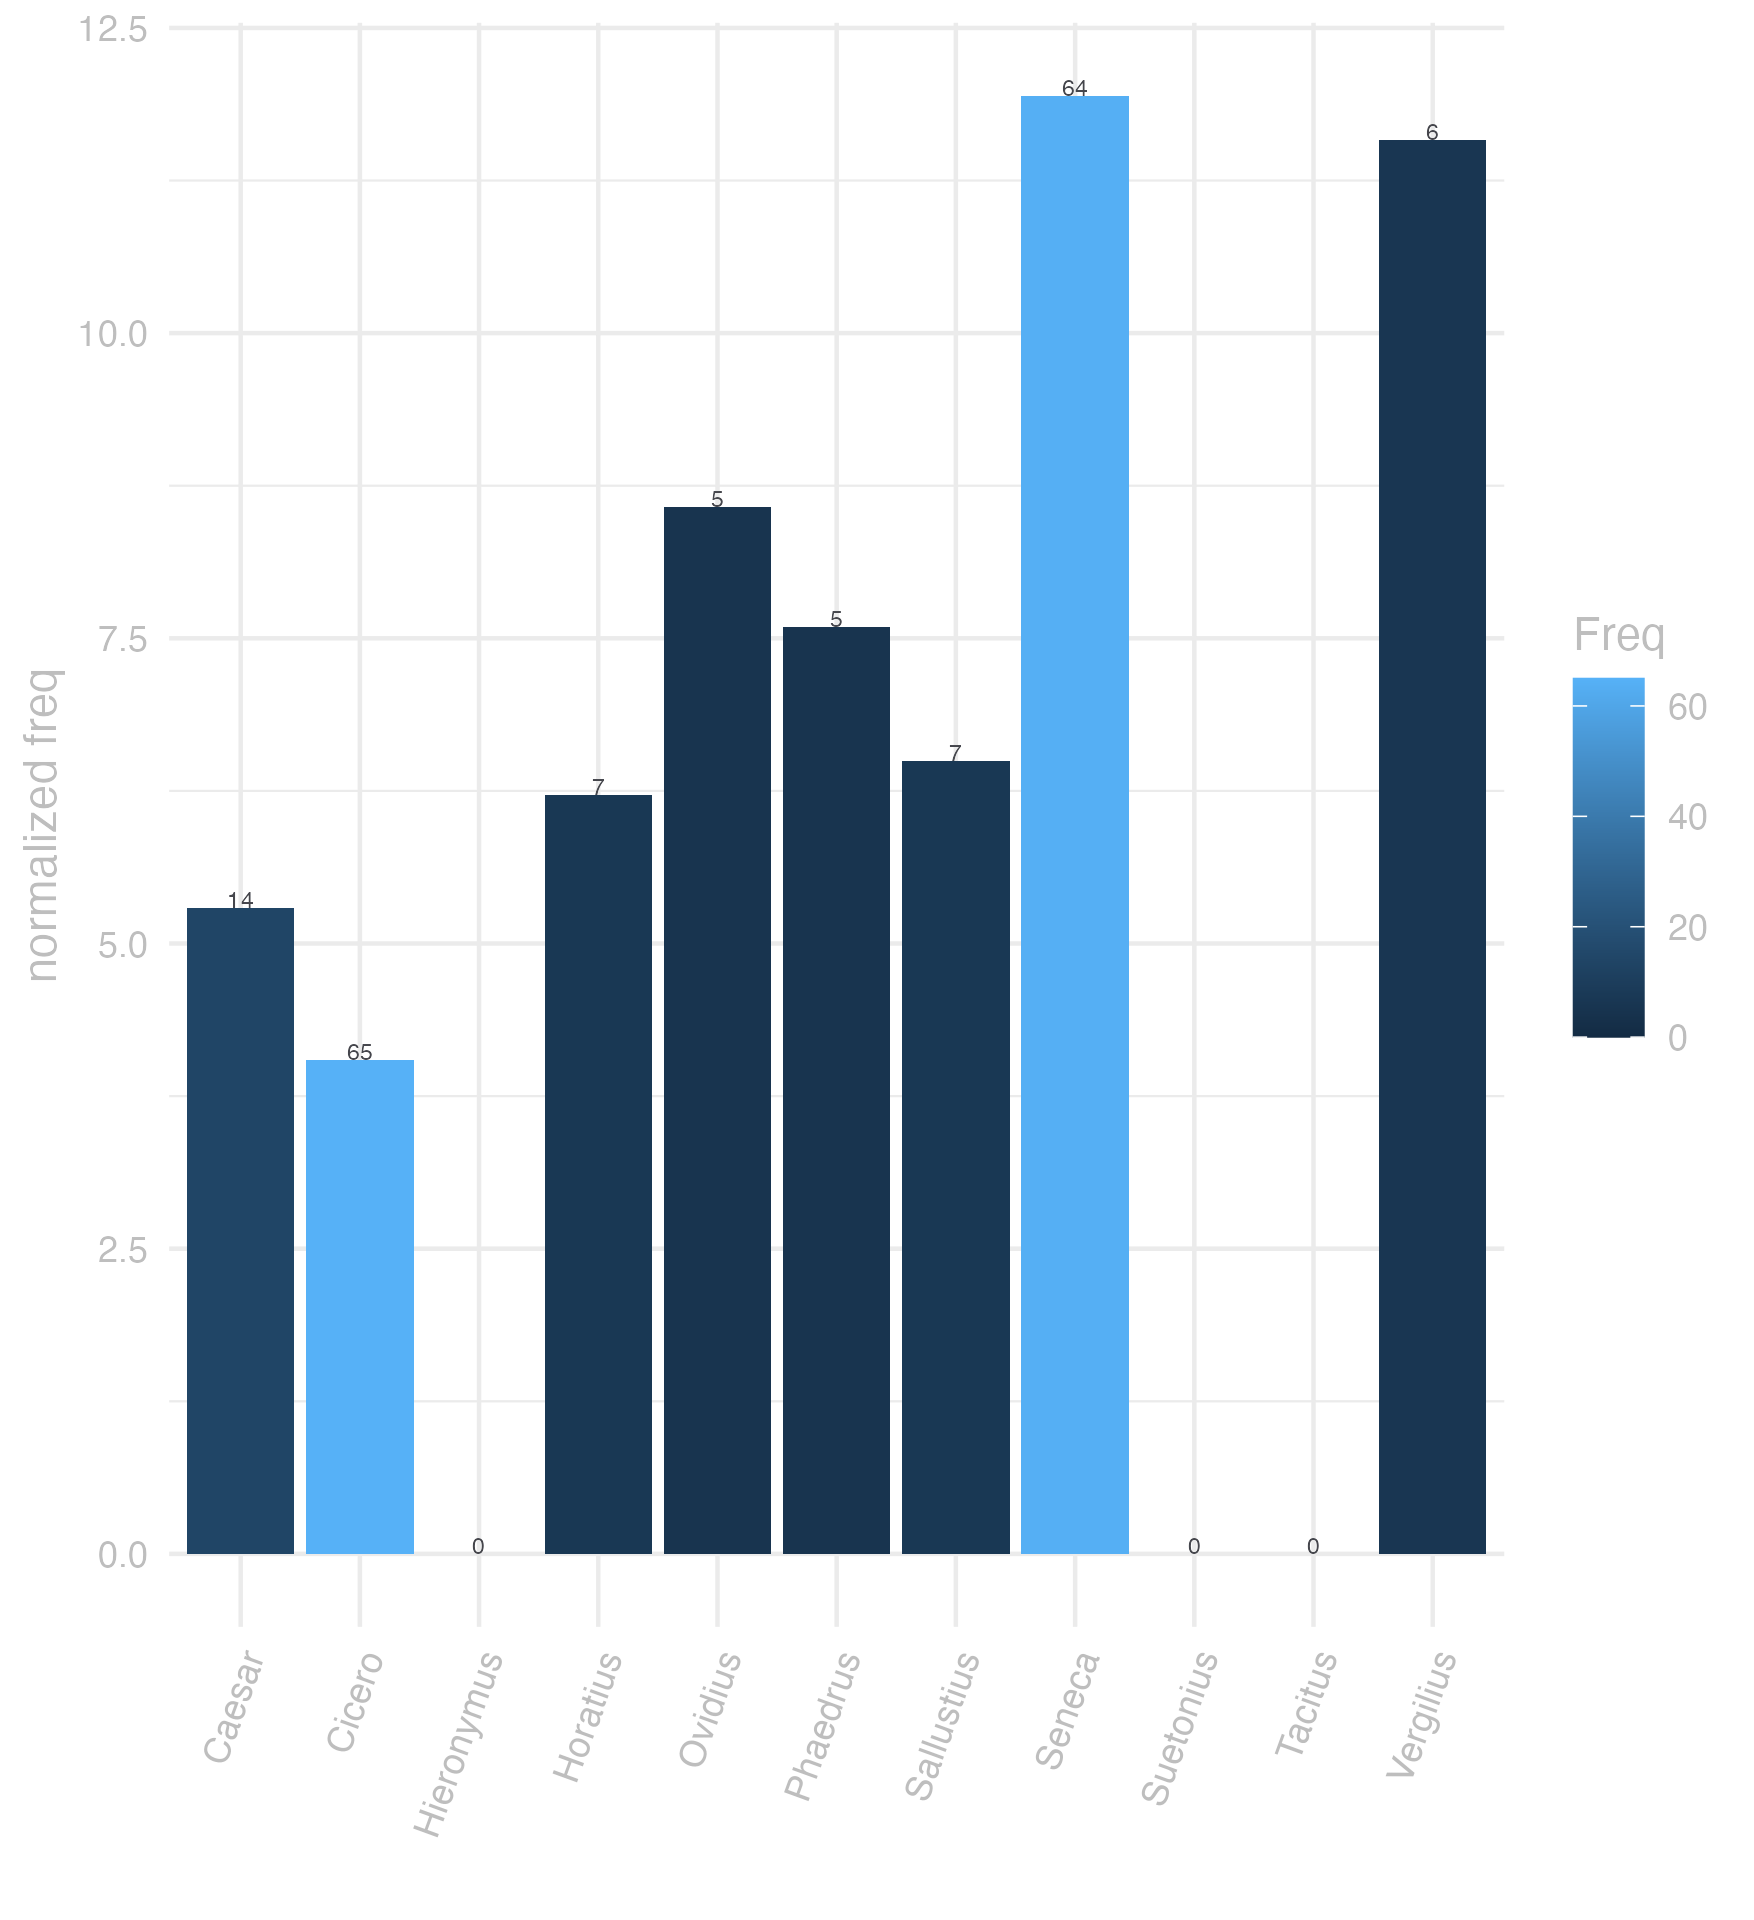 12.5
10.0
7.5
5.0
2.5
0.0
normalized freq
14
65
0
7
5
5
7
64
0
0
6
Caesar
Cicero
Hieronymus
Horatius
Ovidius
Phaedrus
Sallustius
Seneca
Suetonius
Tacitus
Vergilius
Freq
60
40
20
0